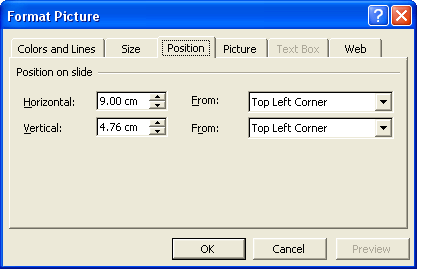 Format Picture
Colors and Lines Size Position Picture Text Box Web
Position on slide
Horizontal: 9.00 cm From: Top Left Corner
Vertical: 4.76 cm From: Top Left Corner
OK Cancel Preview